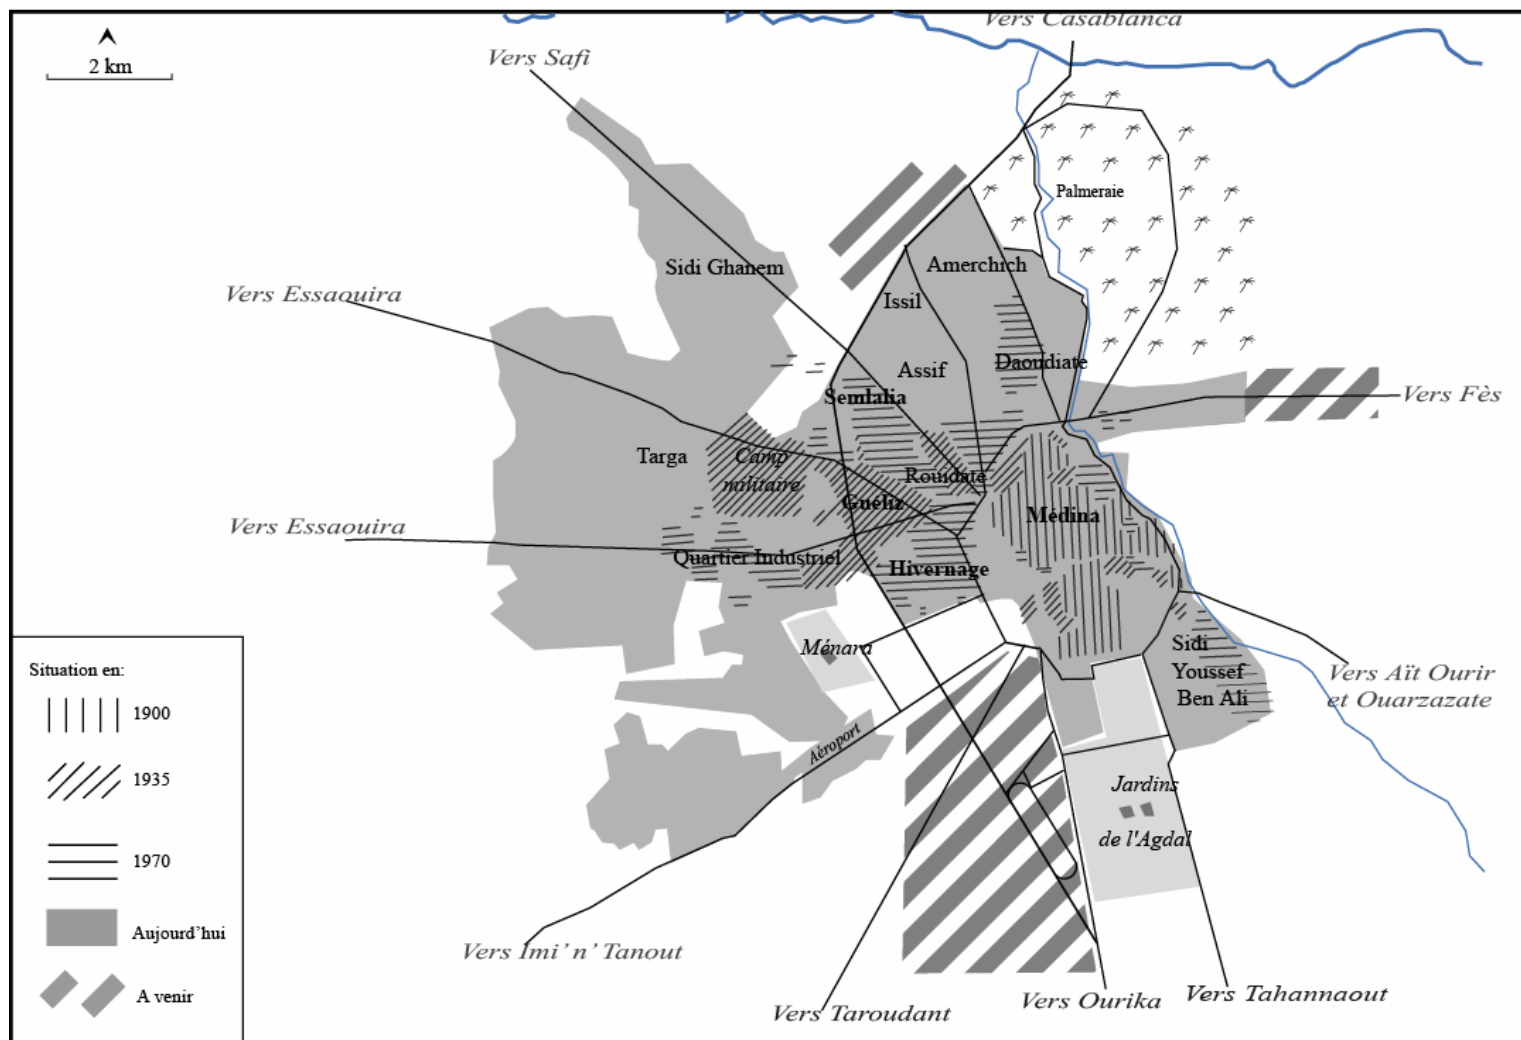 Vers Casablanca
2 km
Vers Safi
Palmeraie
Sidi Ghanem
Amerchich
Vers Essaouira
Issil
Assif
Daoudiate
Semlalia
Vers Fès
Targa
Camp
militaire
Rouidate
Guéliz
Médina
Vers Essaouira
Quartier Industriel
Hivernage
Ménara
Sidi
Youssef
Ben Ali
Vers Aït Ourir
et Ouarzazate
Aéroport
Jardins
de l'Agdal
Vers Imi' n' Tanout
Vers Taroudant
Vers Ourika
Vers Tahannaout
Situation en:
1900
1935
1970
Aujourd'hui
A venir